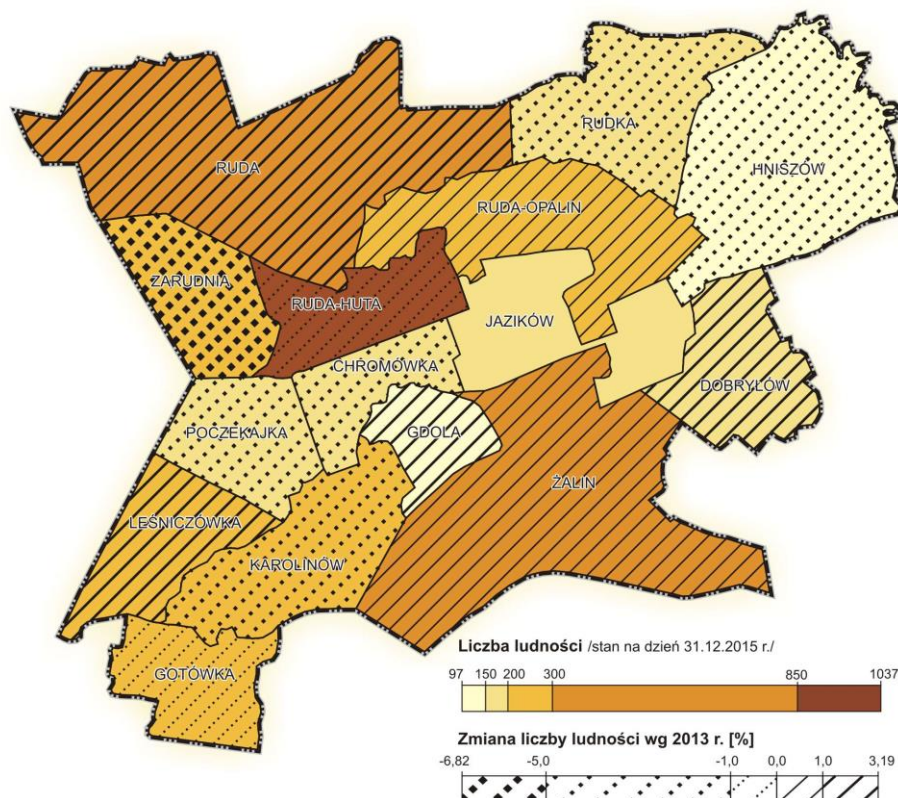 RUDKA
HNISZÓW
RUDA
RUDA-OPALIN
ZARUDNIA
RUDA-HUTA
JAZIKÓW
CHROMÓWKA
DOBRYŁÓW
POCZEKAJKA
GDOLA
ŻALIN
LEŚNICZÓWKA
KAROLINÓW
GOTÓWKA
Liczba ludności /stan na dzień 31.12.2015 r./
97 150 200 300 850 1037
Zmiana liczby ludności wg 2013 r. [%]
-6,82 -5,0 -1,0 0,0 1,0 3,19